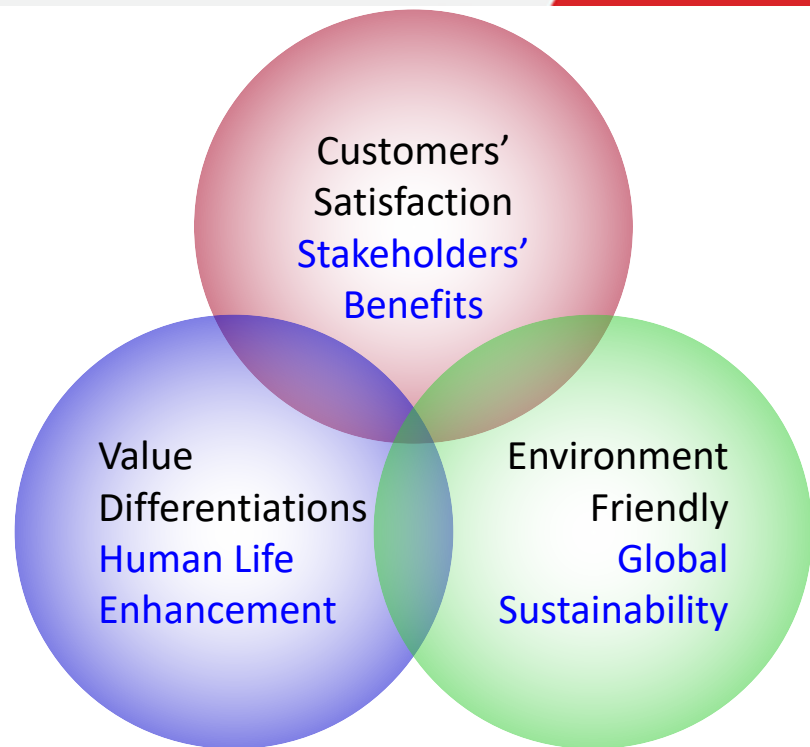 Customers’
Satisfaction
Stakeholders’
Benefits
Value
Differentiations
Human Life
Enhancement
Environment
Friendly
Global
Sustainability